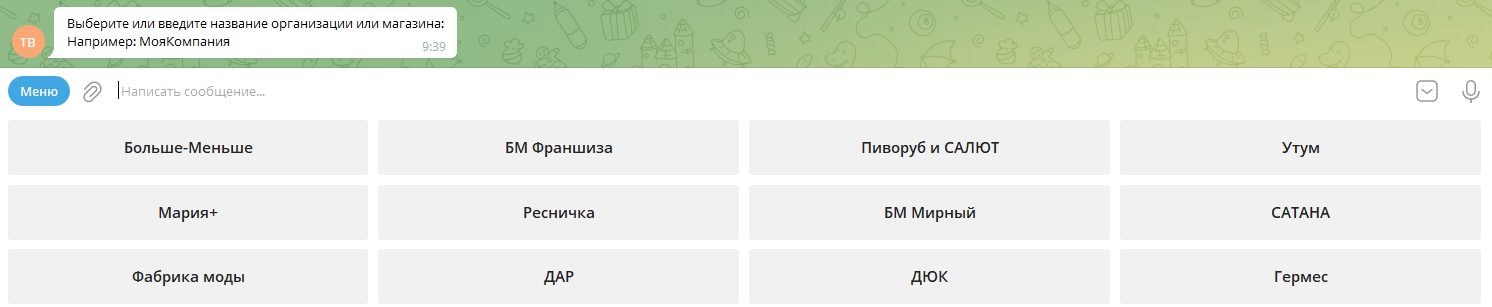 Выберите или введите название организации или магазина:
Например: МояКомпания
9:39
ТВ
Меню
Написать сообщение...
Больше-Меньше
БМ Франшиза
Пиворуб и САЛЮТ
Утум
Мария+
Ресничка
БМ Мирный
САТАНА
Фабрика моды
ДАР
ДЮК
Гермес